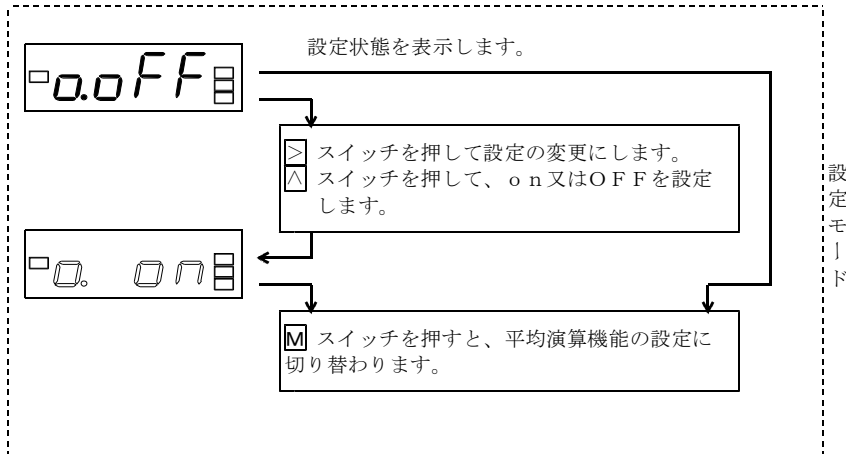 設定状態を表示します。
o.oFF
> スイッチを押して設定の変更にします。
∧ スイッチを押して、on又はOFFを設定
します。
o. on
M スイッチを押すと、平均演算機能の設定に
切り替わります。
設定モード